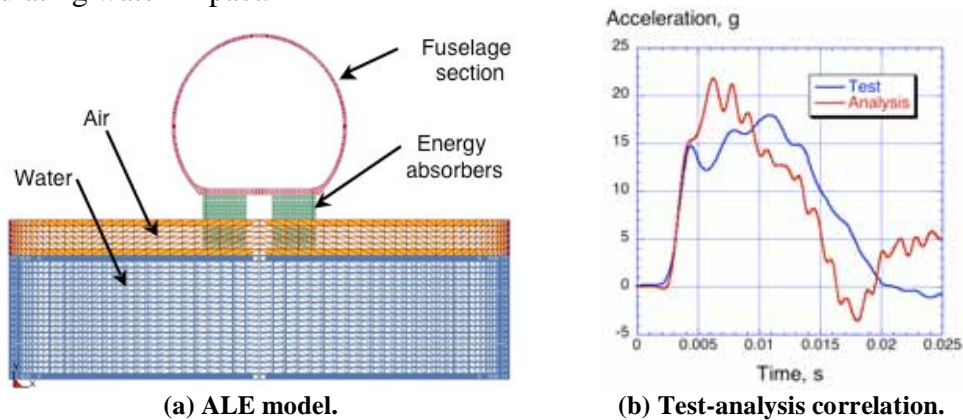 Fuselage
section
Air
Water
Energy
absorbers
(a) ALE model.
Acceleration, g
25
20
15
10
5
0
-5
Test
Analysis
0 0.005 0.01 0.015 0.02 0.025
Time, s
(b) Test-analysis correlation.